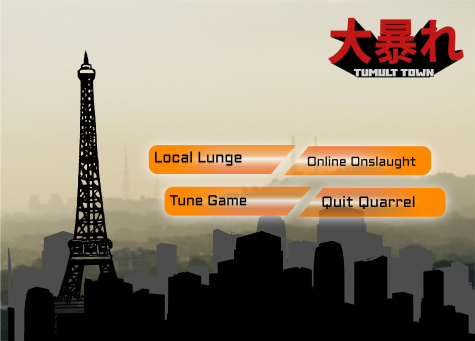 大暴れ
TUMULT TOWN
Local Lunge
Online Onslaught
Tune Game
Quit Quarrel